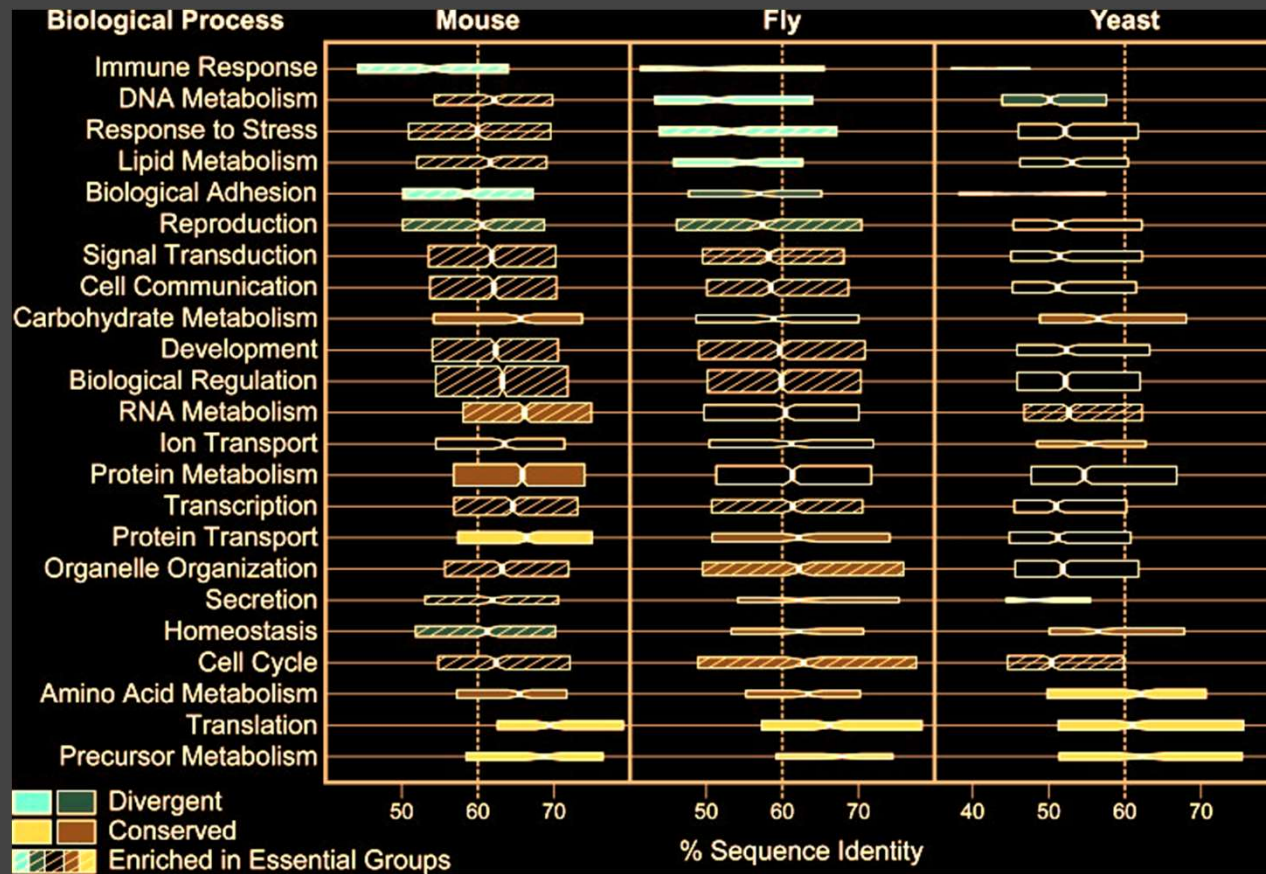 Biological Process Mouse Fly Yeast
Immune Response
DNA Metabolism
Response to Stress
Lipid Metabolism
Biological Adhesion
Reproduction
Signal Transduction
Cell Communication
Carbohydrate Metabolism
Development
Biological Regulation
RNA Metabolism
Ion Transport
Protein Metabolism
Transcription
Protein Transport
Organelle Organization
Secretion
Homeostasis
Cell Cycle
Amino Acid Metabolism
Translation
Precursor Metabolism
50 60 70 50 60 70 40 50 60 70
Divergent
Conserved
Enriched in Essential Groups
% Sequence Identity